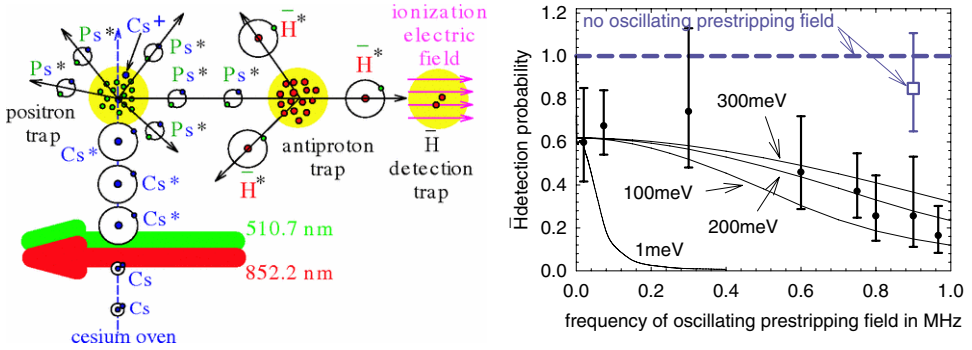 Cs+
Ps*
Ps*
Ps*
Ps*
Ps*
Ps*
Ps*
positron
trap
Cs*
Cs*
Cs*
Cs
Cs
cesium oven
510.7 nm
852.2 nm
H̅*
H̅*
H̅*
antiproton
trap
ionization
electric
field
H̅
detection
trap
no oscillating prestripping field
300meV
100meV
200meV
1meV
H̅detection probability
1.2
1.0
0.8
0.6
0.4
0.2
0.0
0.0
0.2
0.4
0.6
0.8
1.0
frequency of oscillating prestripping field in MHz